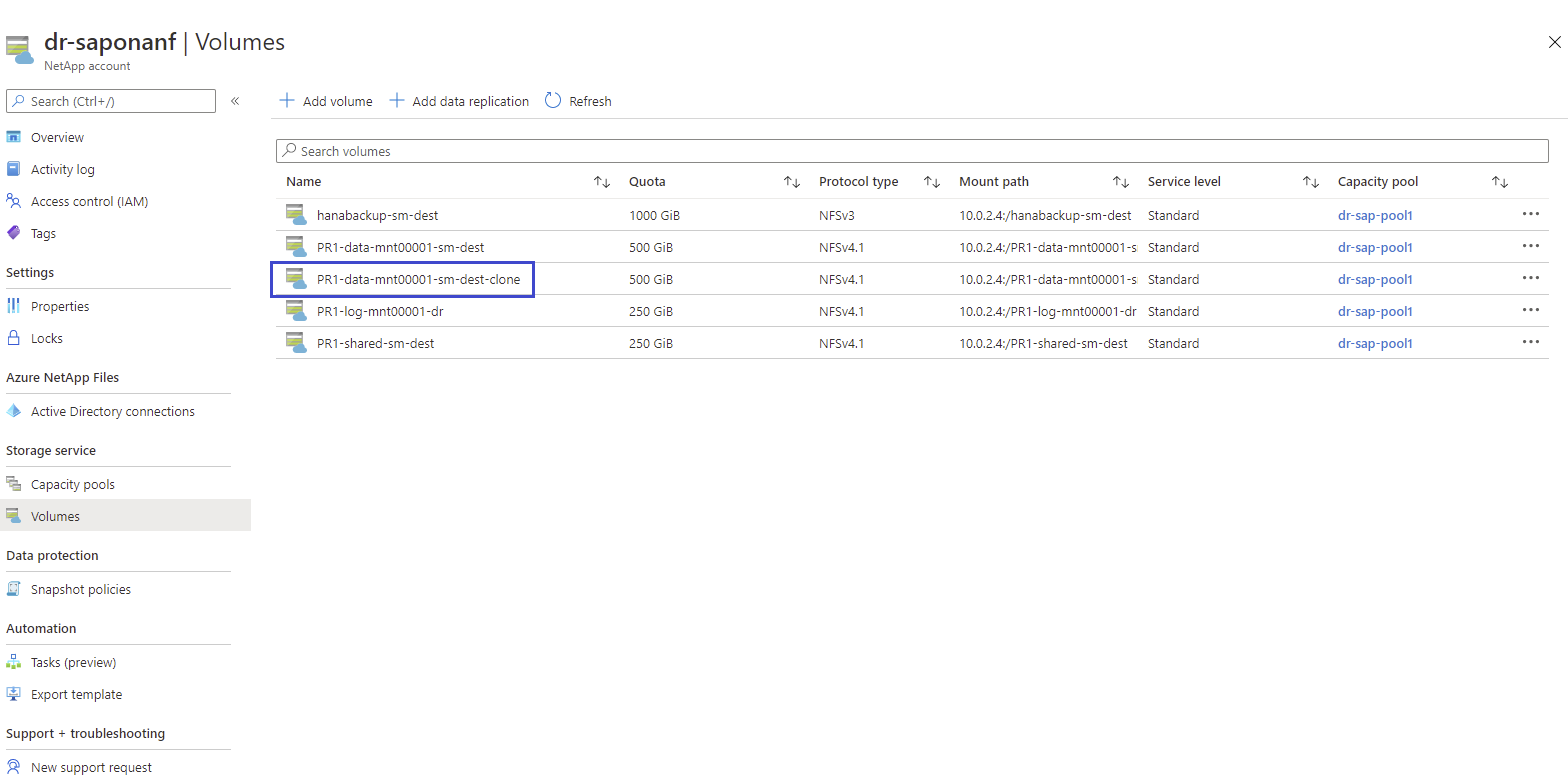 dr-saponanf | Volumes
NetApp account
Search (Ctrl+/)
«
Overview
Activity log
Access control (IAM)
Tags
Settings
Properties
Locks
Azure NetApp Files
Active Directory connections
Storage service
Capacity pools
Volumes
Data protection
Snapshot policies
Automation
Tasks (preview)
Export template
Support + troubleshooting
New support request
Add volume Add data replication Refresh
Search volumes
Name Quota Protocol type Mount path Service level Capacity pool
hanabackup-sm-dest 1000 GiB NFSv3 10.0.2.4:/hanabackup-sm-dest Standard dr-sap-pool1 ...
PR1-data-mnt00001-sm-dest 500 GiB NFSv4.1 10.0.2.4:/PR1-data-mnt00001-s Standard dr-sap-pool1 ...
PR1-data-mnt00001-sm-dest-clone 500 GiB NFSv4.1 10.0.2.4:/PR1-data-mnt00001-s Standard dr-sap-pool1 ...
PR1-log-mnt00001-dr 250 GiB NFSv4.1 10.0.2.4:/PR1-log-mnt00001-dr Standard dr-sap-pool1 ...
PR1-shared-sm-dest 250 GiB NFSv4.1 10.0.2.4:/PR1-shared-sm-dest Standard dr-sap-pool1 ...